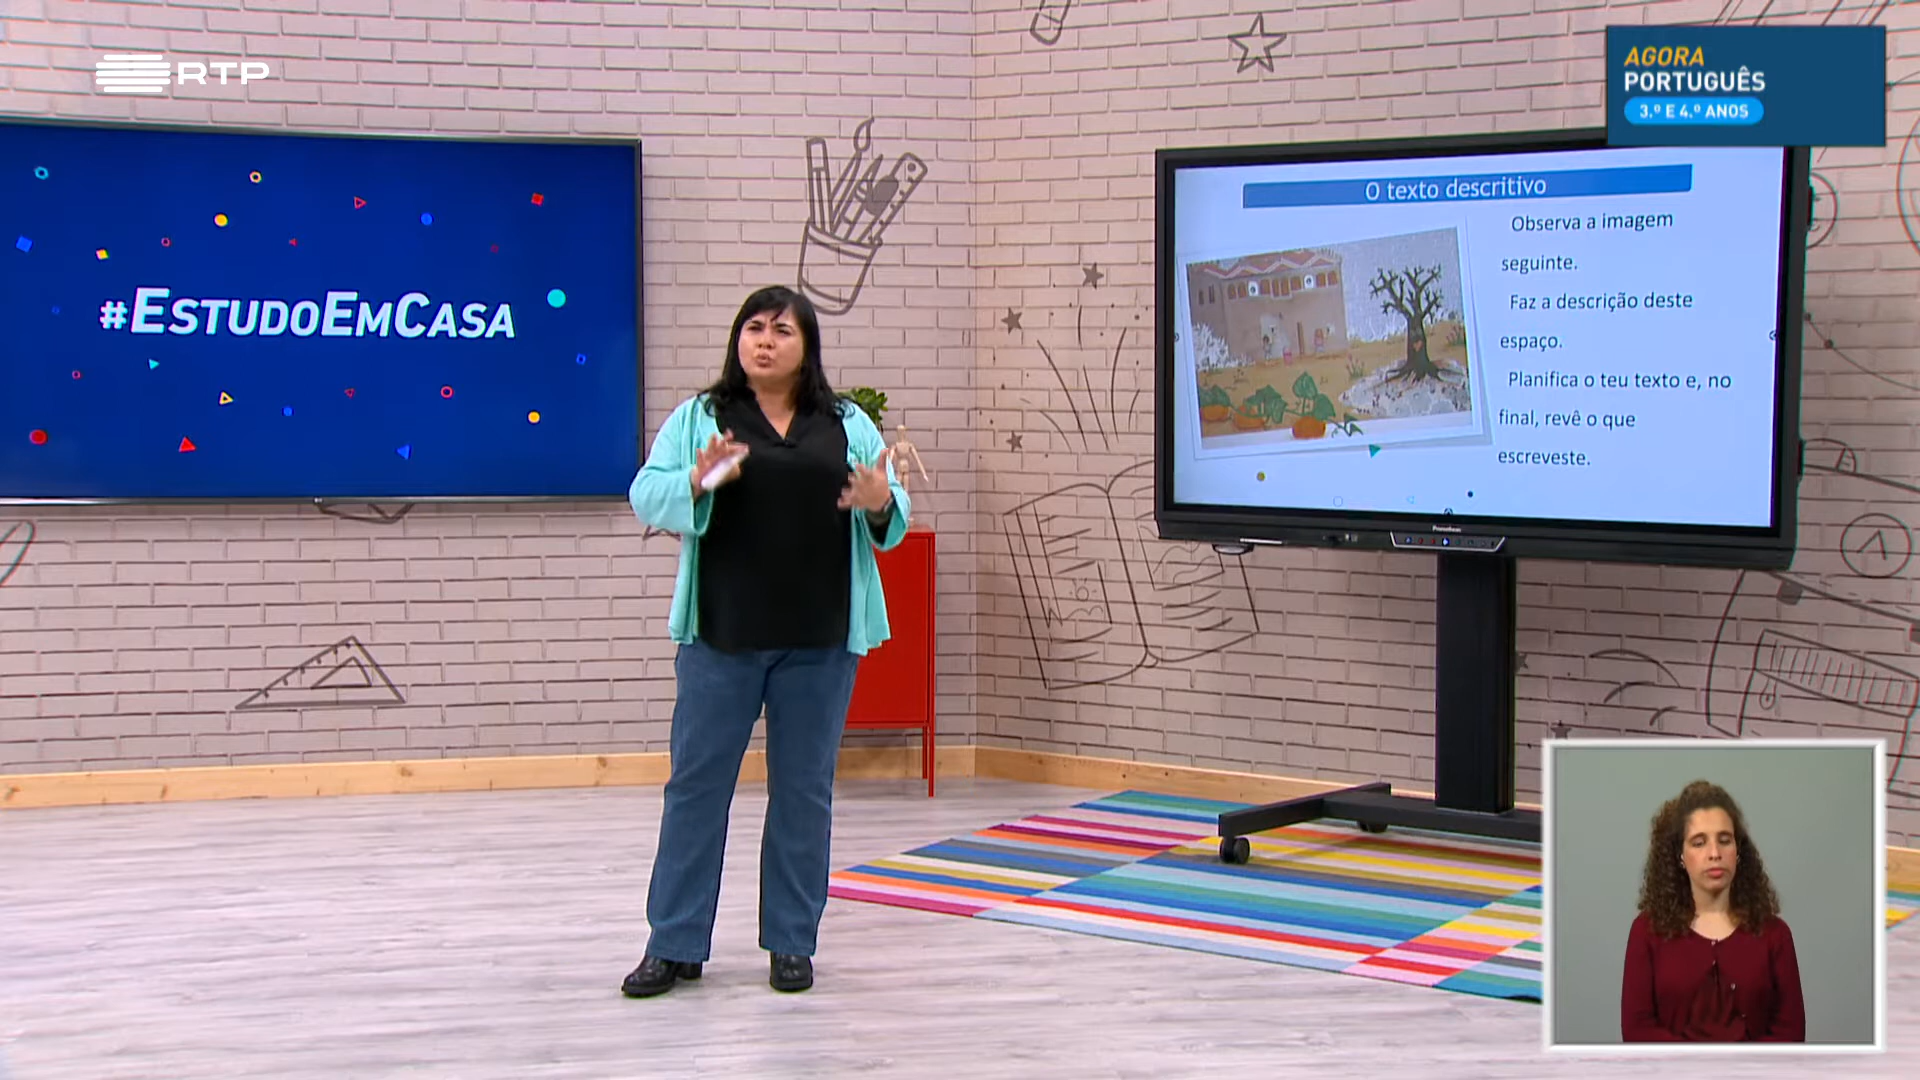 RTP
AGORA
PORTUGUÊS
3.º E 4.º ANOS
#ESTUDOEMCASA
O texto descritivo
Observa a imagem
seguinte.
Faz a descrição deste
espaço.
Planifica o teu texto e, no
final, revê o que
escreveste.
Promethean